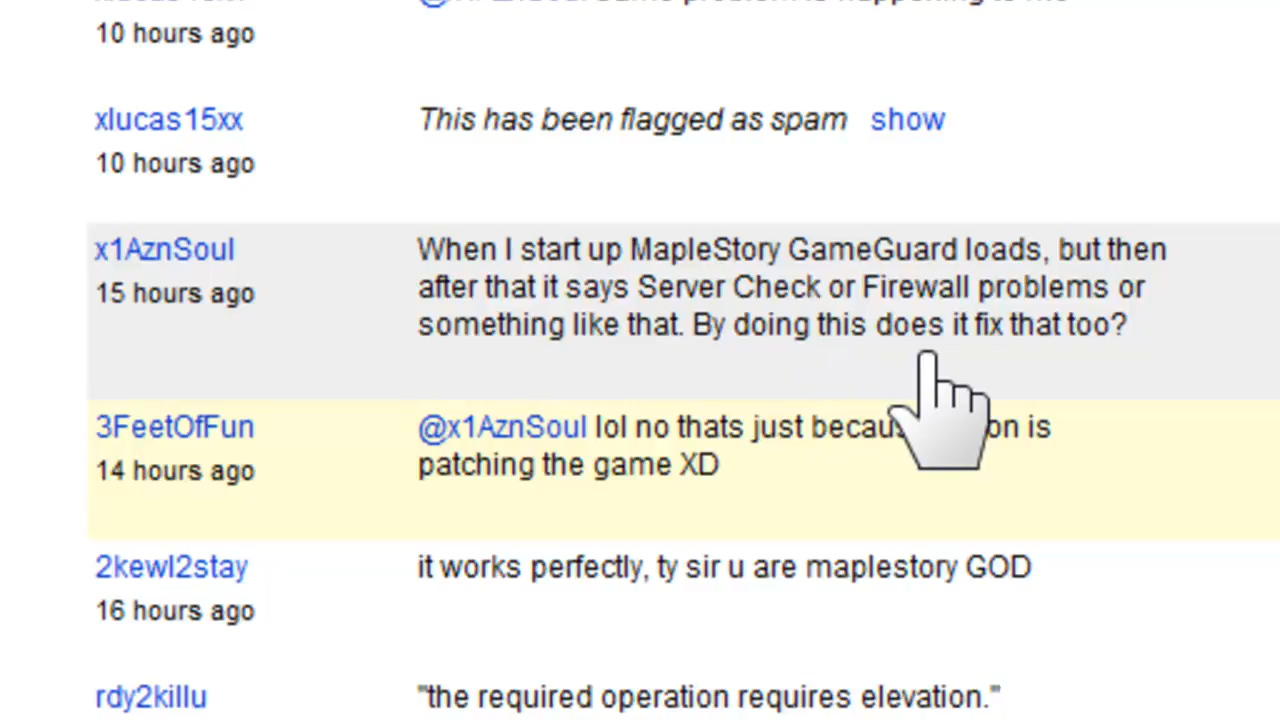 10 hours ago
xlucas15xx This has been flagged as spam show
10 hours ago
x1AznSoul When I start up MapleStory GameGuard loads, but then
15 hours ago after that it says Server Check or Firewall problems or
something like that. By doing this does it fix that too?
3FeetOfFun @x1AznSoul lol no thats just is
14 hours ago patching the game XD
2kewl2stay it works perfectly, ty sir u are maplestory GOD
16 hours ago
rdy2killu "the required operation requires elevation."